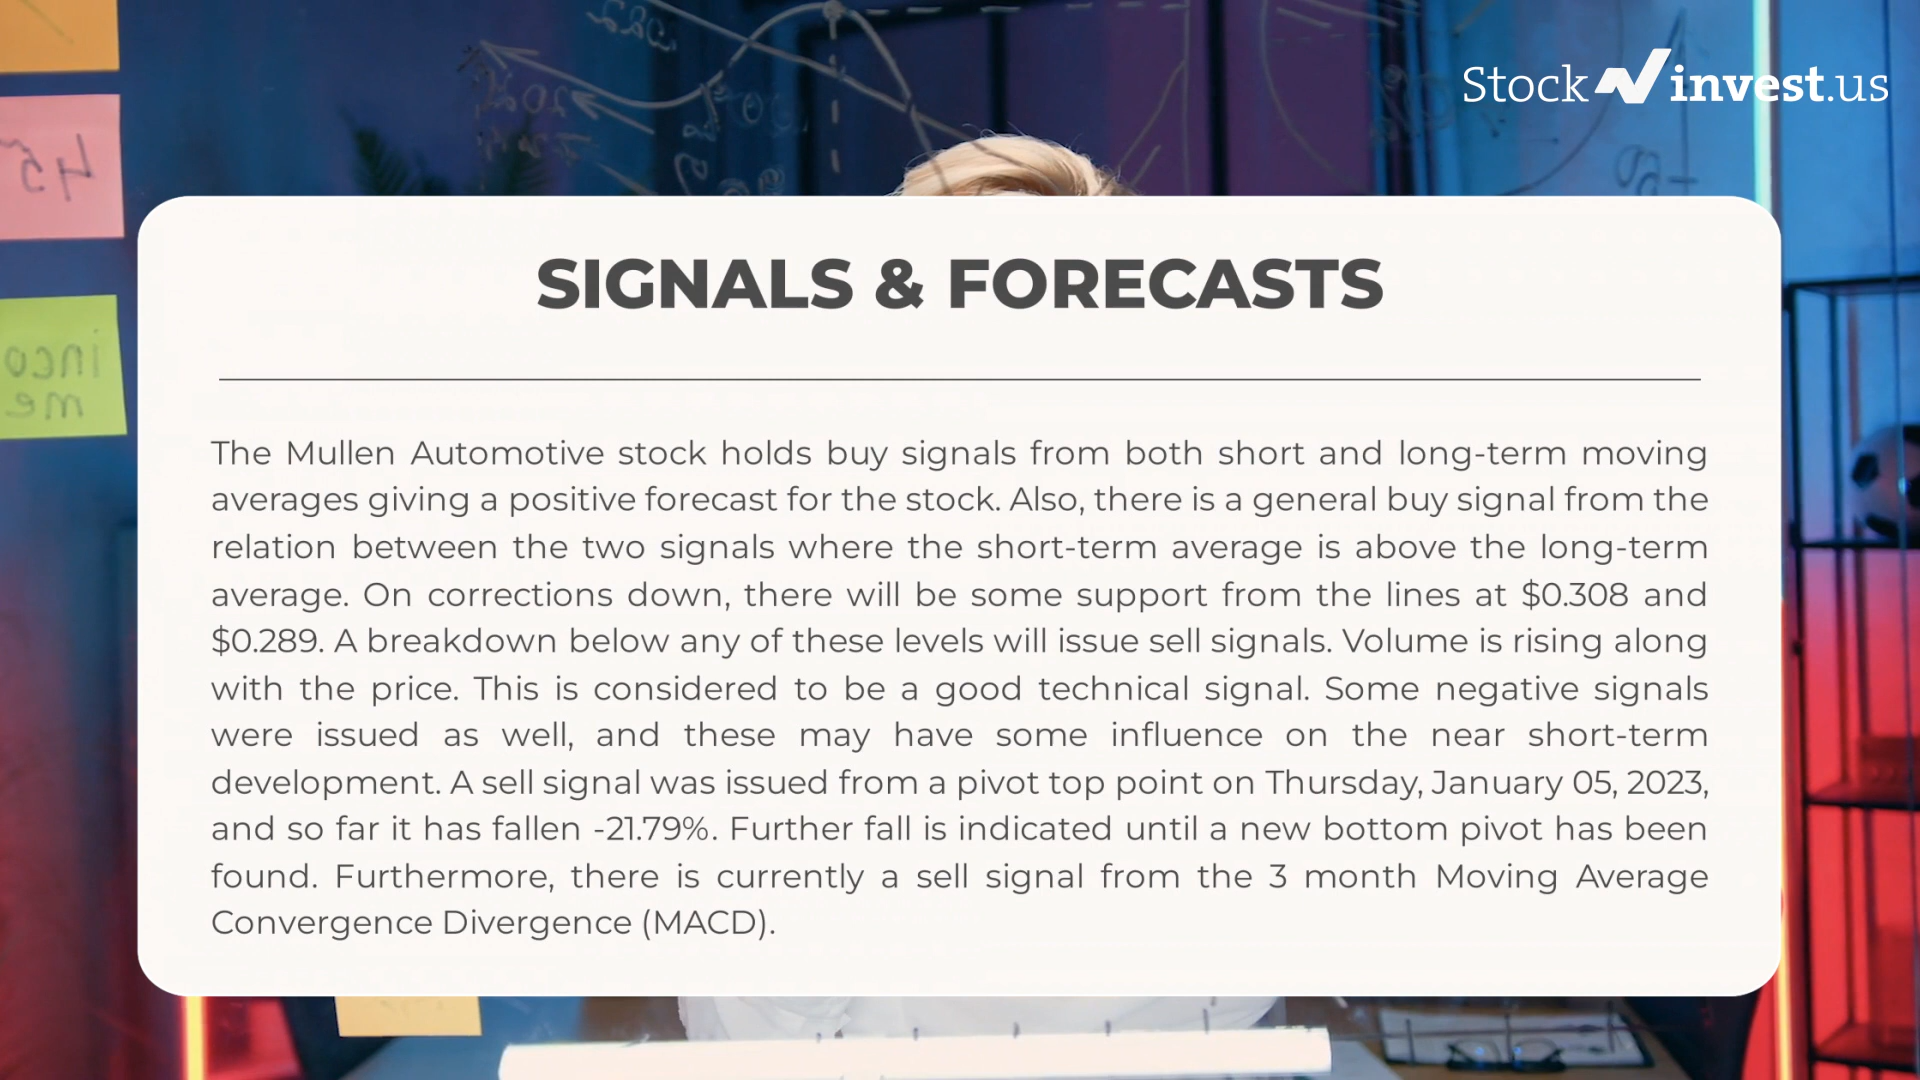 Stock invest.us
45
SIGNALS & FORECASTS
inco
me
The Mullen Automotive stock holds buy signals from both short and long-term moving
averages giving a positive forecast for the stock. Also, there is a general buy signal from the
relation between the two signals where the short-term average is above the long-term
average. On corrections down, there will be some support from the lines at $0.308 and
$0.289. A breakdown below any of these levels will issue sell signals. Volume is rising along
with the price. This is considered to be a good technical signal. Some negative signals
were issued as well, and these may have some influence on the near short-term
development. A sell signal was issued from a pivot top point on Thursday, January 05, 2023,
and so far it has fallen -21.79%. Further fall is indicated until a new bottom pivot has been
found. Furthermore, there is currently a sell signal from the 3 month Moving Average
Convergence Divergence (MACD).